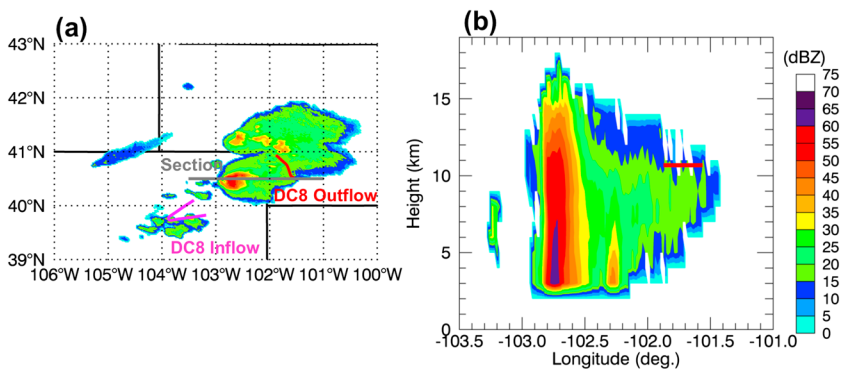 (a)
43°N
42°N
41°N
40°N
39°N
106°W 105°W 104°W 103°W 102°W 101°W 100°W
Section
DC8 Outflow
DC8 Inflow
(b)
Height (km)
15
10
5
0
-103.5 -103.0 -102.5 -102.0 -101.5 -101.0
Longitude (deg.)
(dBZ)
75
70
65
60
55
50
45
40
35
30
25
20
15
10
5
0